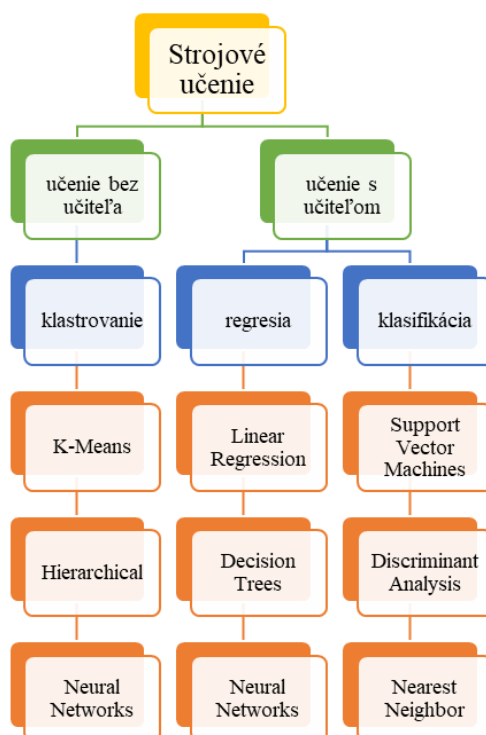 Strojové
učenie
učenie bez
učiteľa
učenie s
učiteľom
klastrovanie
regresia
klasifikácia
K-Means
Linear
Regression
Support
Vector
Machines
Hierarchical
Decision
Trees
Discriminant
Analysis
Neural
Networks
Neural
Networks
Nearest
Neighbor